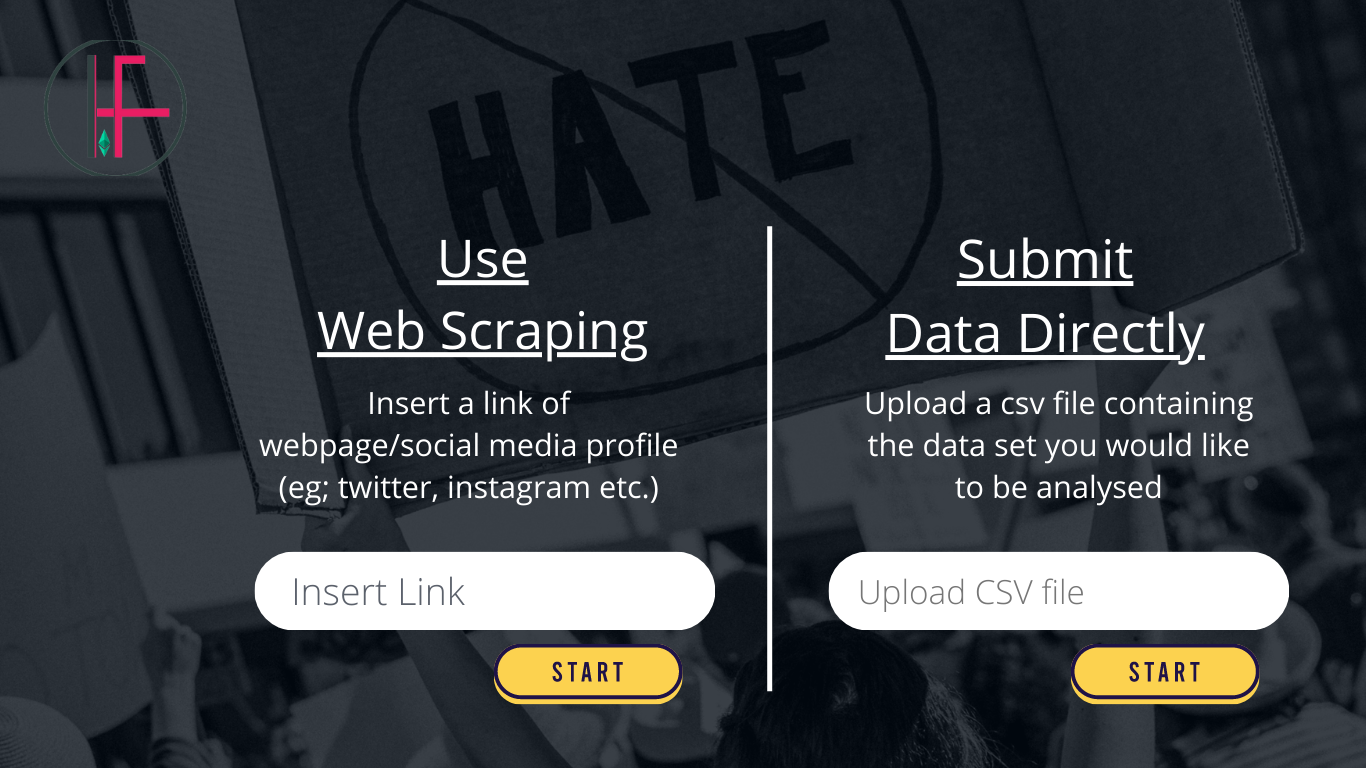 HATE
Use
Web Scraping
Insert a link of
webpage/social media profile
(eg; twitter, instagram etc.)
Insert Link
START
Submit
Data Directly
Upload a csv file containing
the data set you would like
to be analysed
Upload CSV file
START